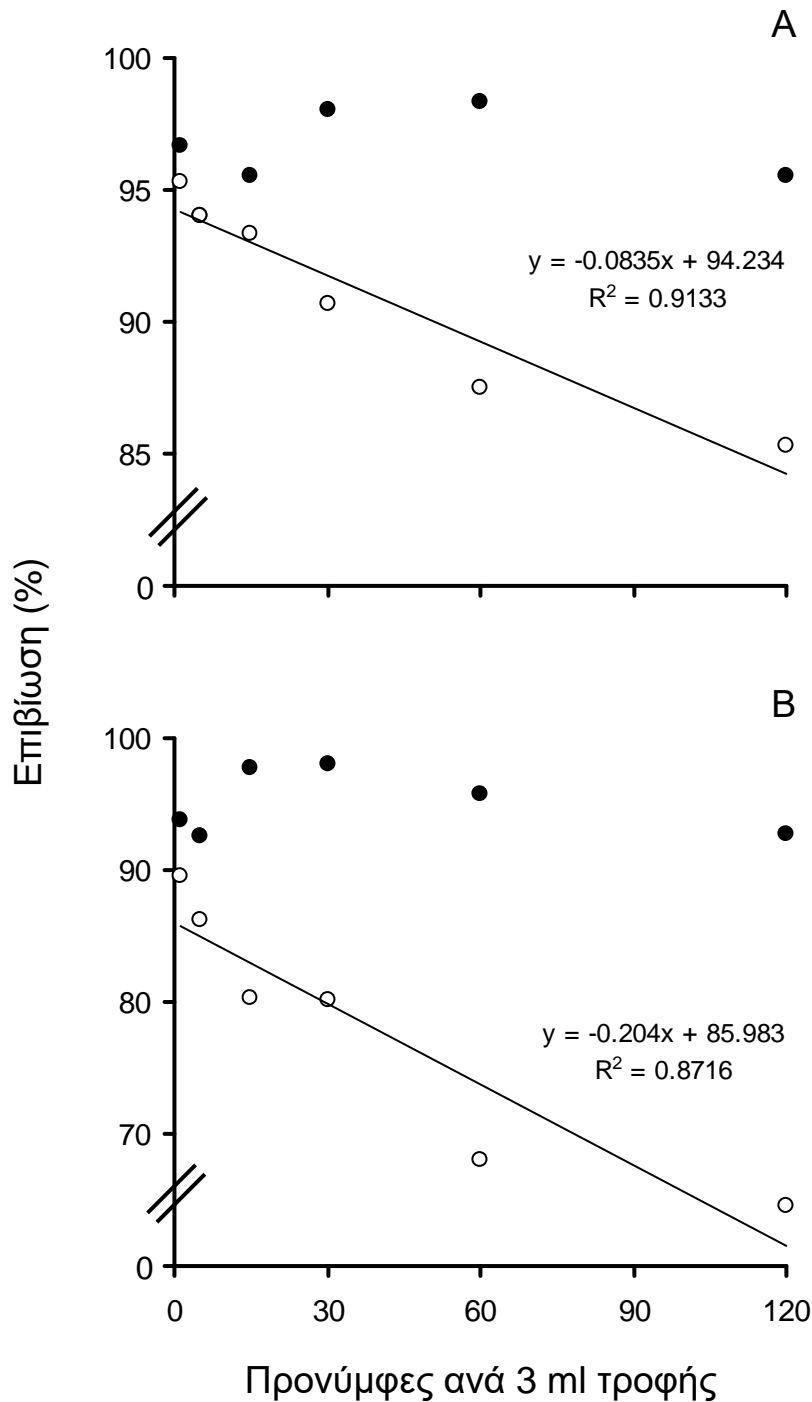 A
100
95
90
85
0
y = -0.0835x + 94.234
R² = 0.9133
Επιβίωση (%)
B
100
90
80
70
0
y = -0.204x + 85.983
R² = 0.8716
0 30 60 90 120
Προνύμφες ανά 3 ml τροφής